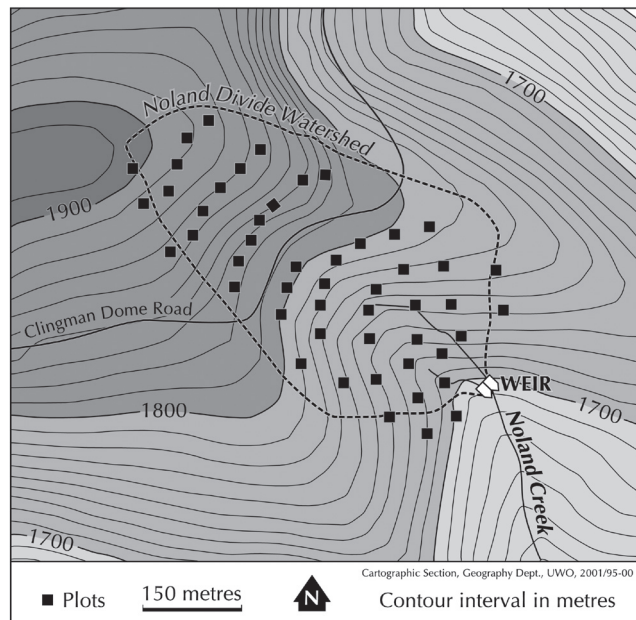 1700
Noland Divide Watershed
1900
Clingman Dome Road
1800
WEIR
1700
Noland Creek
1700
Cartographic Section, Geography Dept., UWO, 2001/95-00
Plots
150 metres
N
Contour interval in metres